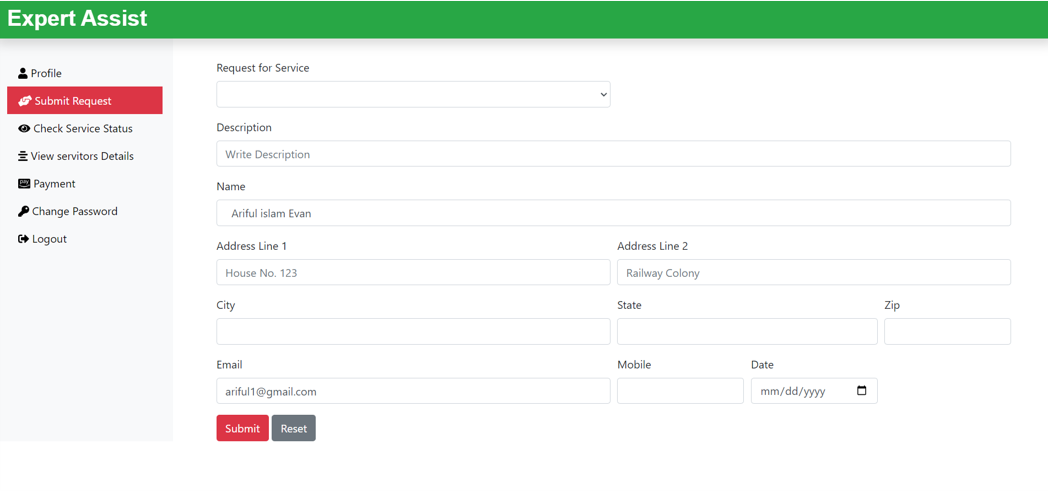 Expert Assist
Profile
Submit Request
Check Service Status
View servitors Details
Payment
Change Password
Logout
Request for Service
Description
Write Description
Name
Ariful islam Evan
Address Line 1 Address Line 2
House No. 123 Railway Colony
City State Zip
Email Mobile Date
ariful1@gmail.com mm/dd/yyyy
Submit Reset